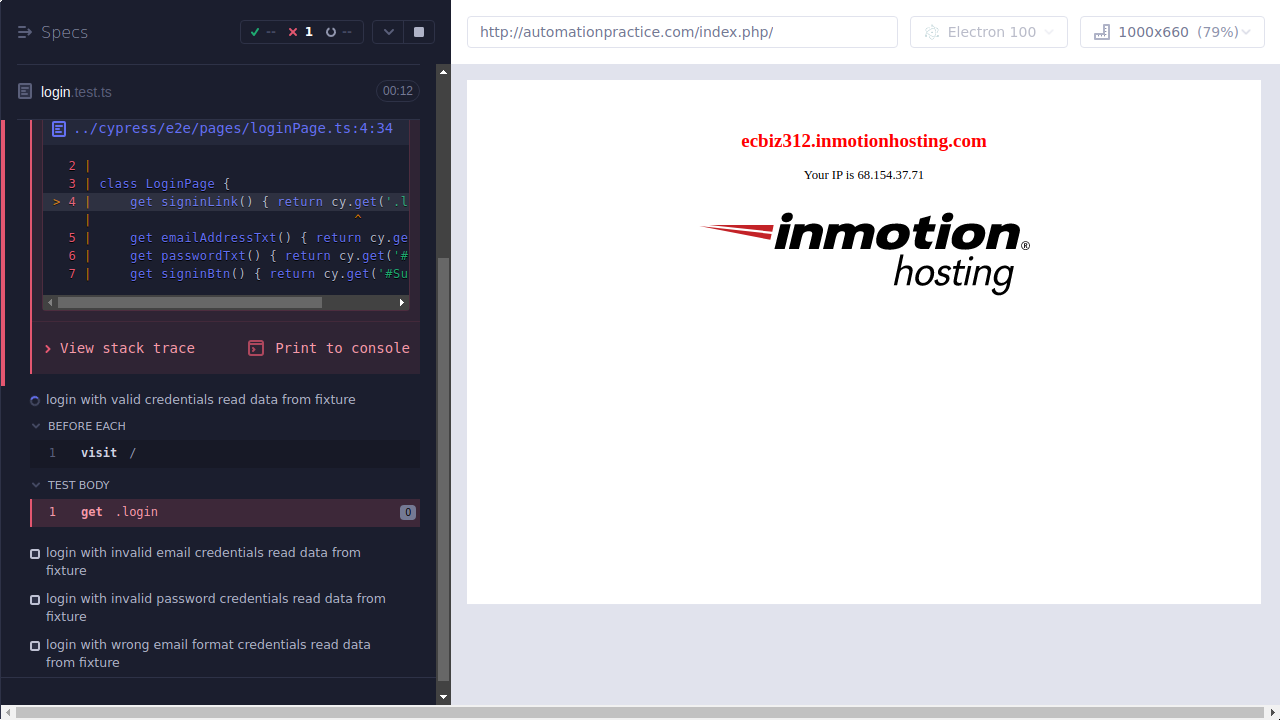 Specs
-- 1 --
http://automationpractice.com/index.php/
Electron 100
1000x660 (79%)
login.test.ts
00:12
../cypress/e2e/pages/loginPage.ts:4:34
2 |
3 | class LoginPage {
> 4 | get signinLink() { return cy.get('.l
| ^
5 | get emailAddressTxt() { return cy.ge
6 | get passwordTxt() { return cy.get('#
7 | get signinBtn() { return cy.get('#Su
View stack trace
Print to console
login with valid credentials read data from fixture
BEFORE EACH
1 visit /
TEST BODY
1 get .login 0
login with invalid email credentials read data from
fixture
login with invalid password credentials read data from
fixture
login with wrong email format credentials read data
from fixture
ecbiz312.inmotionhosting.com
Your IP is 68.154.37.71
inmotion®
hosting